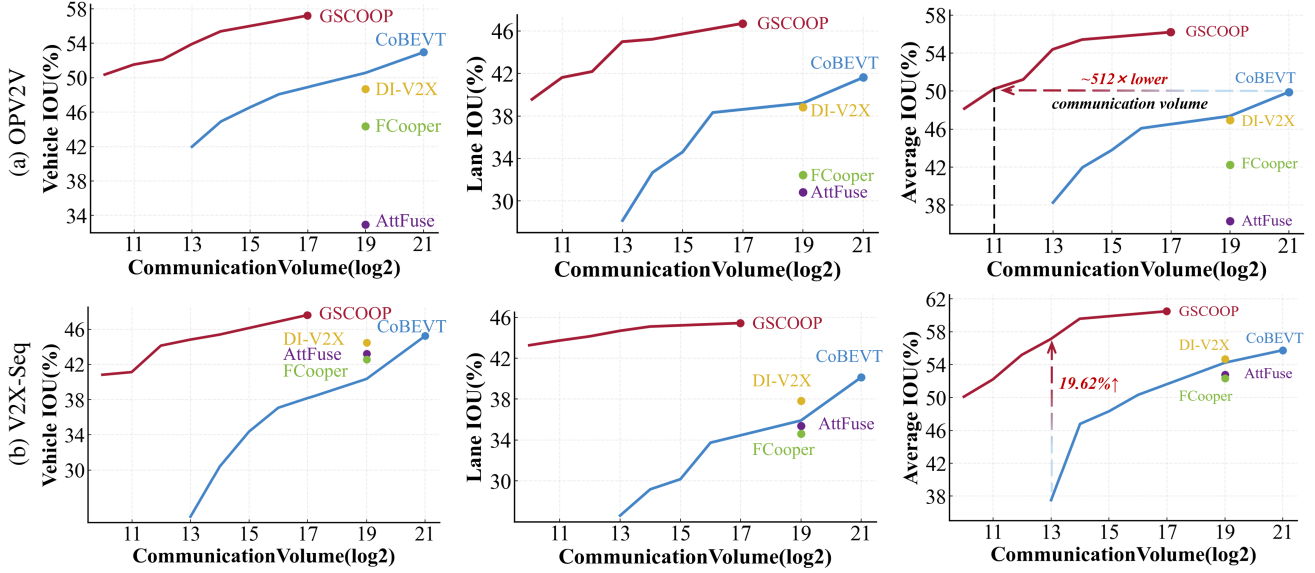 (a) OPV2V
Vehicle IOU(%)
58
54
50
46
42
38
34
11
13
15
17
19
21
GSCOOP
CoBEVT
DI-V2X
FCooper
AttFuse
CommunicationVolume(log2)
Lane IOU(%)
46
42
38
34
30
11
13
15
17
19
21
GSCOOP
CoBEVT
DI-V2X
FCooper
AttFuse
CommunicationVolume(log2)
Average IOU(%)
58
54
50
46
42
38
11
13
15
17
19
21
GSCOOP
~512×lower
CoBEVT
communication volume
DI-V2X
FCooper
AttFuse
CommunicationVolume(log2)
(b) V2X-Seq
Vehicle IOU(%)
46
42
38
34
30
11
13
15
17
19
21
GSCOOP
CoBEVT
DI-V2X
AttFuse
FCooper
CommunicationVolume(log2)
Lane IOU(%)
46
42
38
34
30
11
13
15
17
19
21
GSCOOP
CoBEVT
DI-V2X
AttFuse
FCooper
CommunicationVolume(log2)
Average IOU(%)
62
58
54
50
46
42
38
11
13
15
17
19
21
GSCOOP
CoBEVT
DI-V2X
AttFuse
19.62%↑
FCooper
CommunicationVolume(log2)